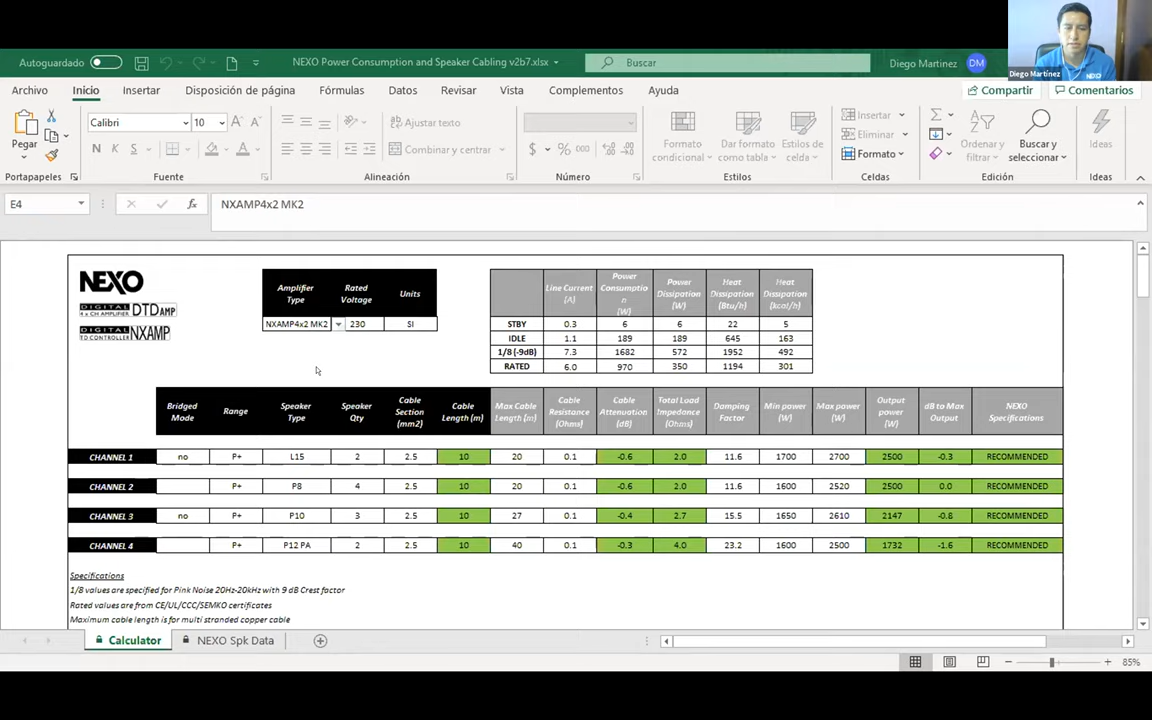 Autoguardado
NEXO Power Consumption and Speaker Cabling v2b7.xlsx
Buscar
Diego Martinez
DM
Diego Martinez
Archivo Inicio Insertar Disposición de página Fórmulas Datos Revisar Vista Complementos Ayuda
Compartir
Comentarios
Pegar
Calibri 10
Ajustar texto
Combinar y centrar
N K S
$ % 000
Formato condicional
Dar formato como tabla
Estilos de celda
Insertar
Eliminar
Formato
Ordenar y filtrar
Buscar y seleccionar
Ideas
Portapapeles Fuente Alineación Número Estilos Celdas Edición Ideas
E4
fx
NXAMP4x2 MK2
NEXO
DIGITAL
4 x CH AMPLIFIER DTDAMP
DIGITAL
TD CONTROLLER NXAMP
Amplifier Type Rated Voltage Units
NXAMP4x2 MK2 230 SI
Line Current (A) Power Consumptio n (W) Power Dissipation (W) Heat Dissipation (Btu/h) Heat Dissipation (kcal/h)
STBY 0.3 6 6 22 5
IDLE 1.1 189 189 645 163
1/8 (-9dB) 7.3 1682 572 1952 492
RATED 6.0 970 350 1194 301
Bridged Mode Range Speaker Type Speaker Qty Cable Section (mm2) Cable Length (m) Max Cable Length (m) Cable Resistance (Ohms) Cable Attenuation (dB) Total Load Impedance (Ohms) Damping Factor Min power (W) Max power (W) Output power (W) dB to Max Output NEXO Specifications
CHANNEL 1 no P+ L15 2 2.5 10 20 0.1 -0.6 2.0 11.6 1700 2700 2500 -0.3 RECOMMENDED
CHANNEL 2 P+ P8 4 2.5 10 20 0.1 -0.6 2.0 11.6 1600 2520 2500 0.0 RECOMMENDED
CHANNEL 3 no P+ P10 3 2.5 10 27 0.1 -0.4 2.7 15.5 1650 2610 2147 -0.8 RECOMMENDED
CHANNEL 4 P+ P12 PA 2 2.5 10 40 0.1 -0.3 4.0 23.2 1600 2500 1732 -1.6 RECOMMENDED
Specifications
1/8 values are specified for Pink Noise 20Hz-20kHz with 9 dB Crest factor
Rated values are from CE/UL/CCC/SEMKO certificates
Maximum cable length is for multi stranded copper cable
Calculator
NEXO Spk Data
85%